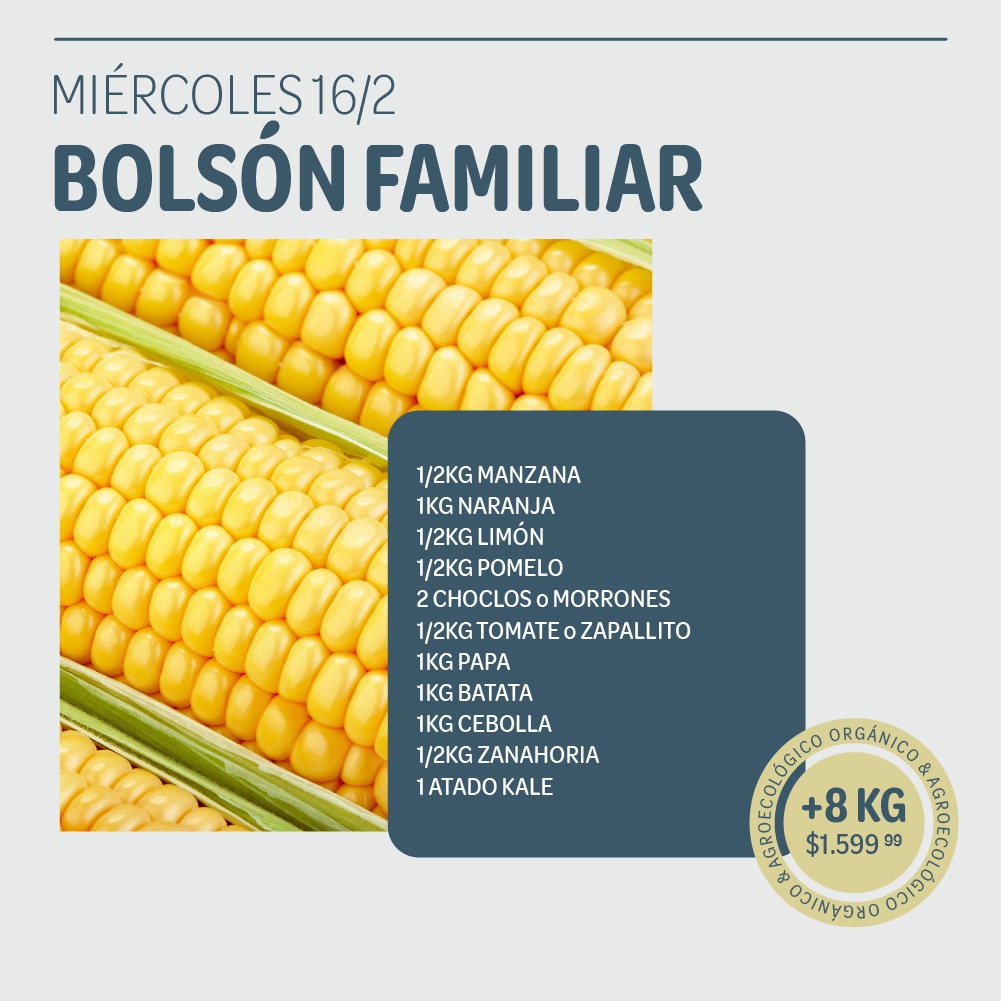 MIÉRCOLES 16/2
BOLSÓN FAMILIAR
1/2KG MANZANA
1KG NARANJA
1/2KG LIMÓN
1/2KG POMELO
2 CHOCLOS o MORRONES
1/2KG TOMATE o ZAPALLITO
1KG PAPA
1KG BATATA
1KG CEBOLLA
1/2KG ZANAHORIA
1 ATADO KALE
ORGÁNICO & AGROECOLÓGICO ORGÁNICO & AGROECOLÓGICO
+8 KG
$1.599 99